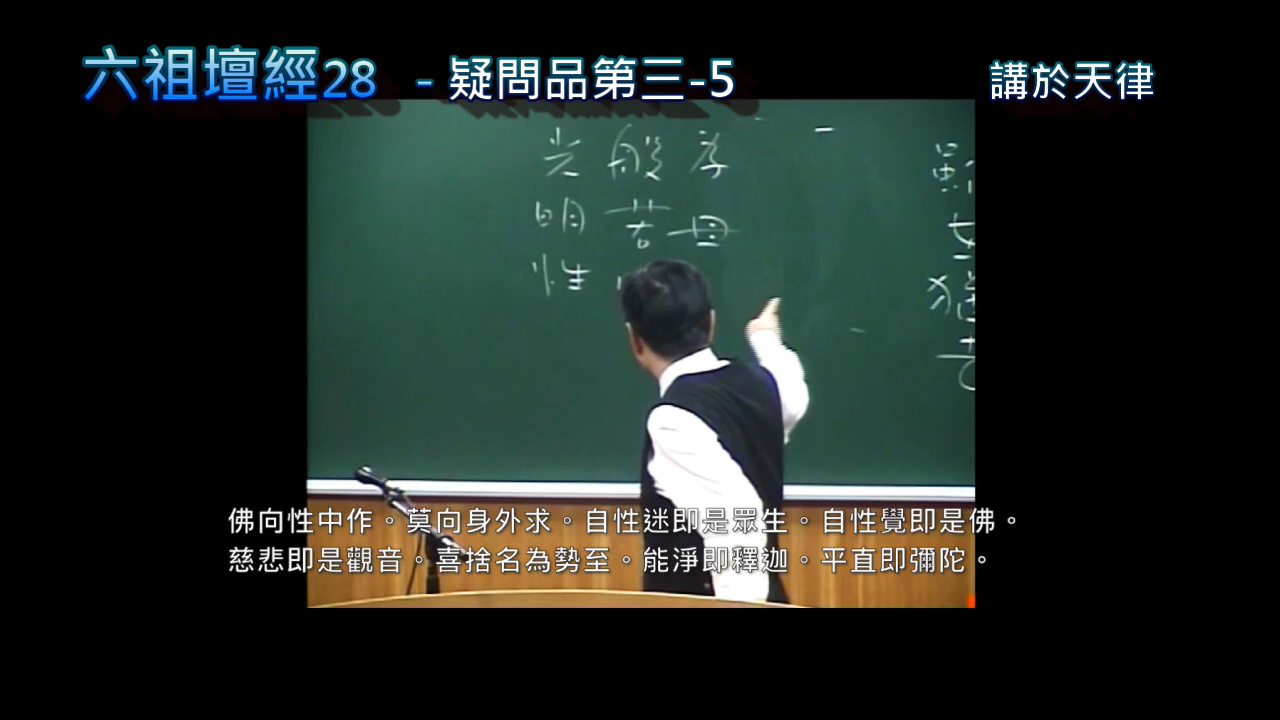 六祖壇經28 - 疑問品第三-5
講於天律
光般孝
明若母
性
佛向性中作。莫向身外求。自性迷即是眾生。自性覺即是佛。
慈悲即是觀音。喜捨名為勢至。能淨即釋迦。平直即彌陀。